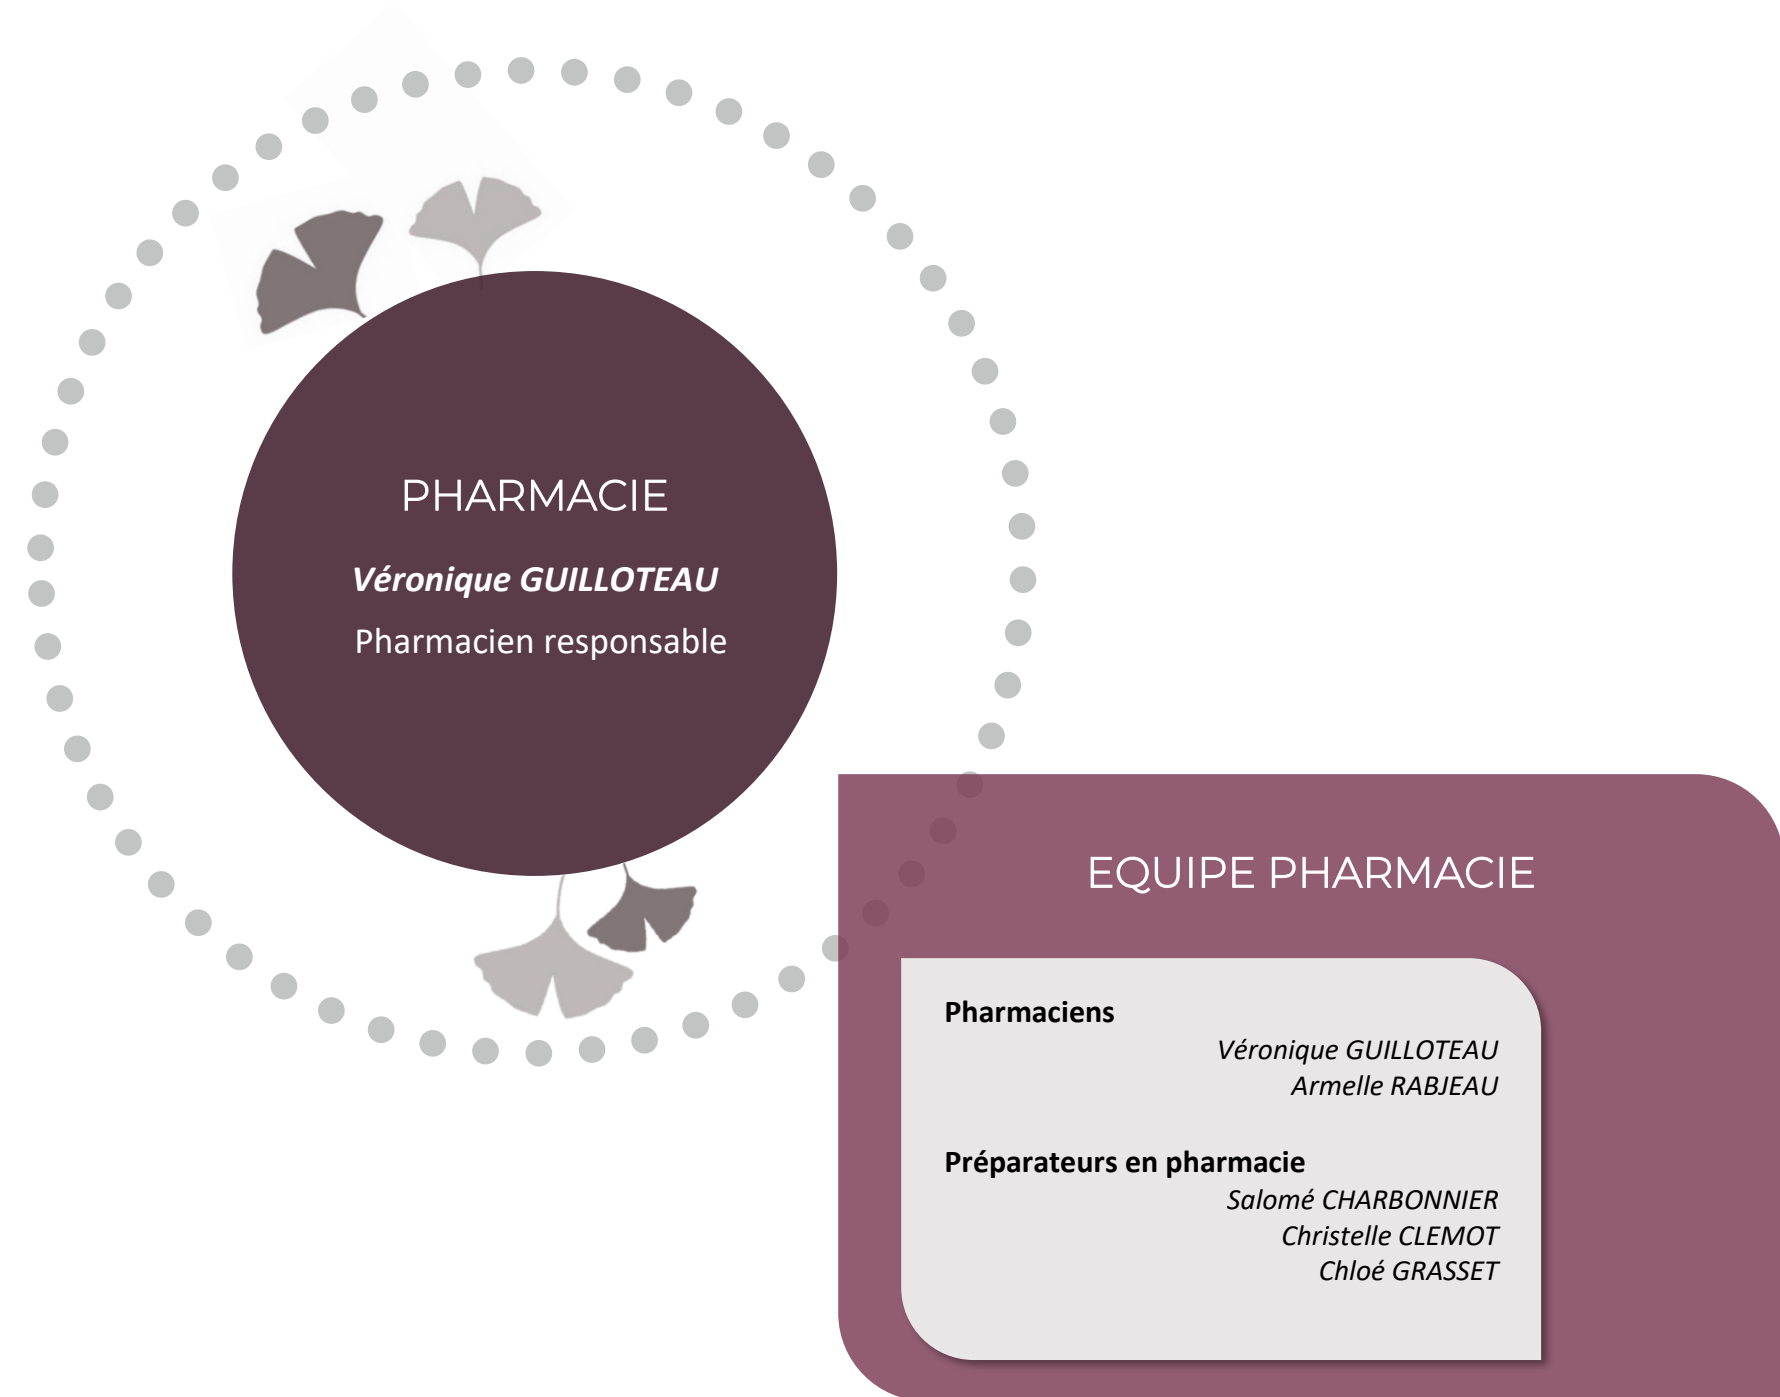 PHARMACIE
Véronique GUILLOTEAU
Pharmacien responsable
EQUIPE PHARMACIE
Pharmaciens
Véronique GUILLOTEAU
Armelle RABJEAU
Préparateurs en pharmacie
Salomé CHARBONNIER
Christelle CLEMOT
Chloé GRASSET